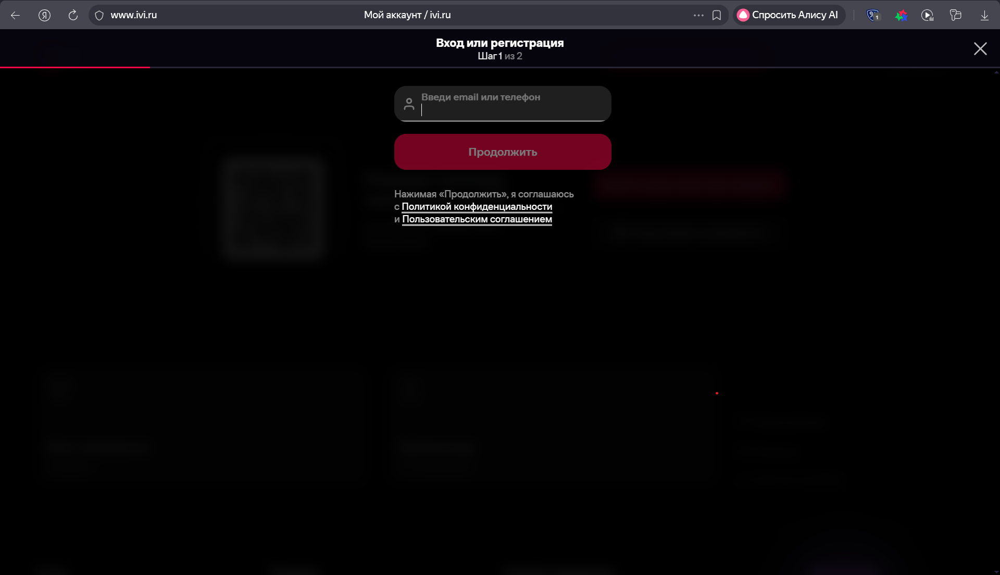 www.ivi.ru
Мой аккаунт / ivi.ru
Спросить Алису AI
1
Вход или регистрация
Шаг 1 из 2
Введи email или телефон
Продолжить
Нажимая «Продолжить», я соглашаюсь
с Политикой конфиденциальности
и Пользовательским соглашением